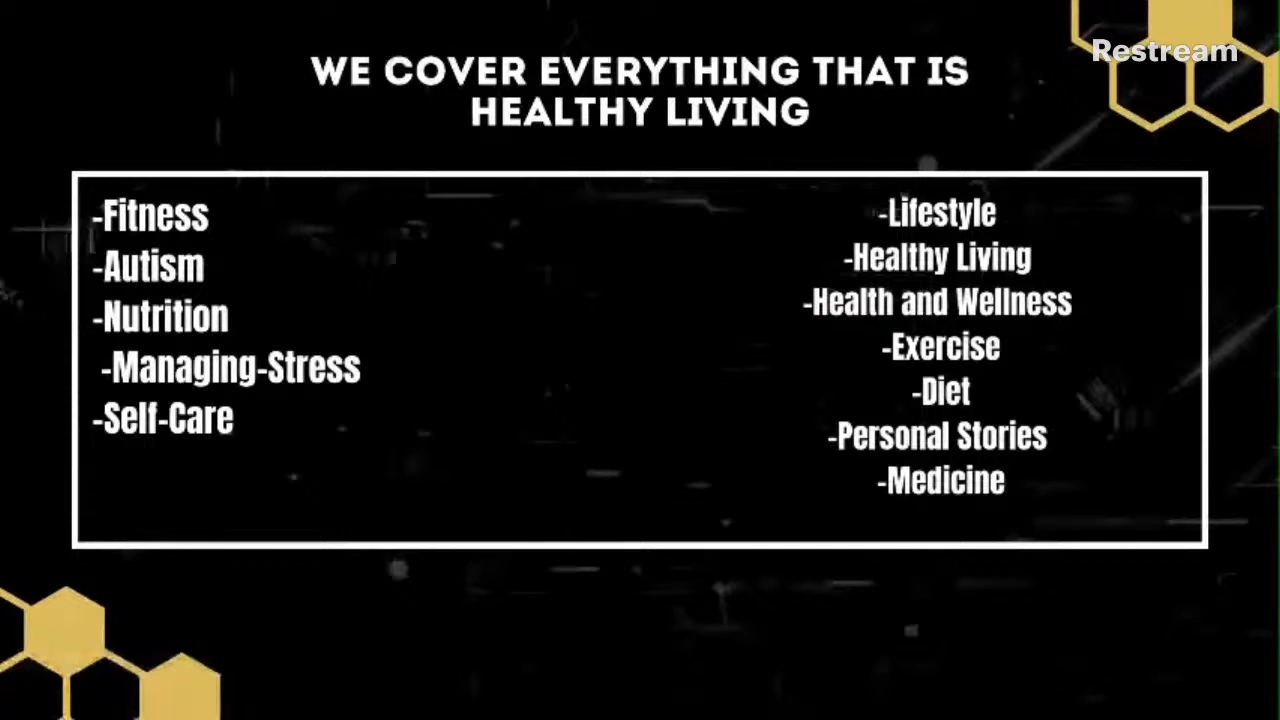 Restream
WE COVER EVERYTHING THAT IS
HEALTHY LIVING
-Fitness
-Autism
-Nutrition
-Managing-Stress
-Self-Care
-Lifestyle
-Healthy Living
-Health and Wellness
-Exercise
-Diet
-Personal Stories
-Medicine